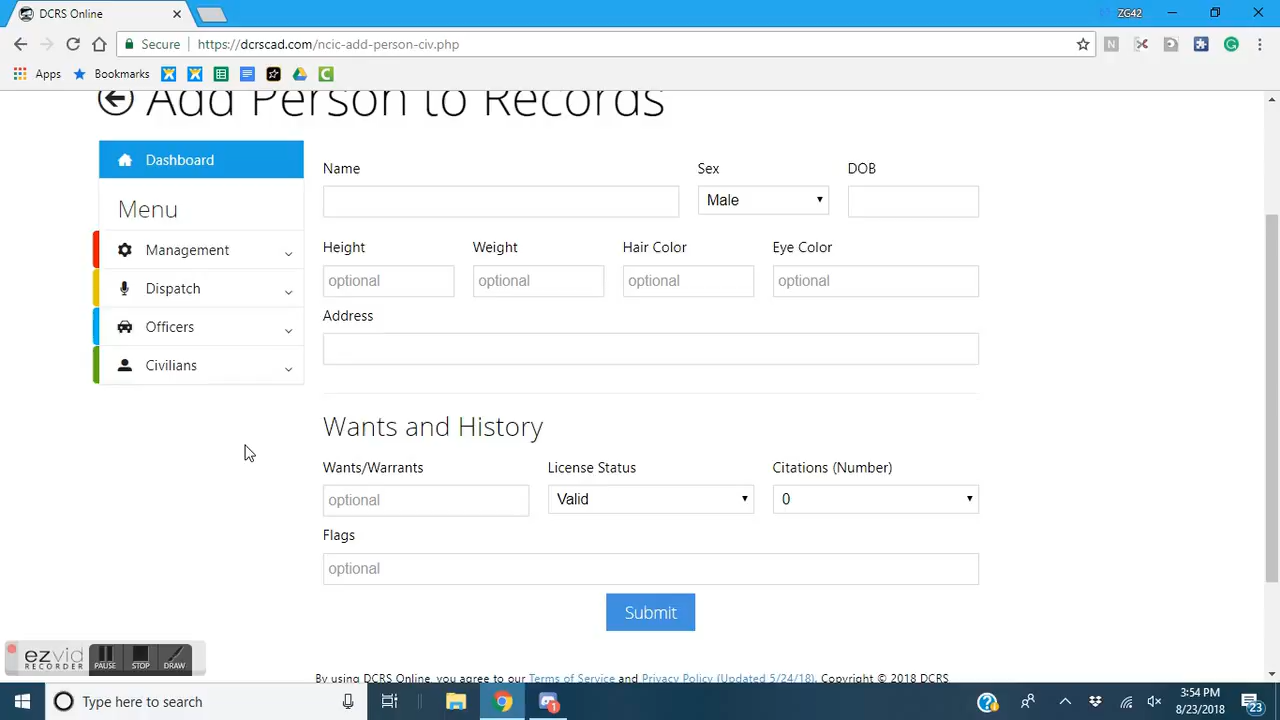 DCRS Online
ZG42
Secure https://dcrscad.com/ncic-add-person-civ.php
Apps Bookmarks
Add Person to Records
Dashboard
Menu
Management
Dispatch
Officers
Civilians
Name Sex DOB
Male
Height Weight Hair Color Eye Color
optional optional optional optional
Address
Wants and History
Wants/Warrants License Status Citations (Number)
optional Valid 0
Flags
optional
Submit
ezvid
RECORDER
PAUSE STOP DRAW
By using DCRS Online, you agree to our Terms of Service and Privacy Policy (Updated 5/24/18). Copyright © 2018 DCRS
Type here to search
1
3:54 PM
8/23/2018
23